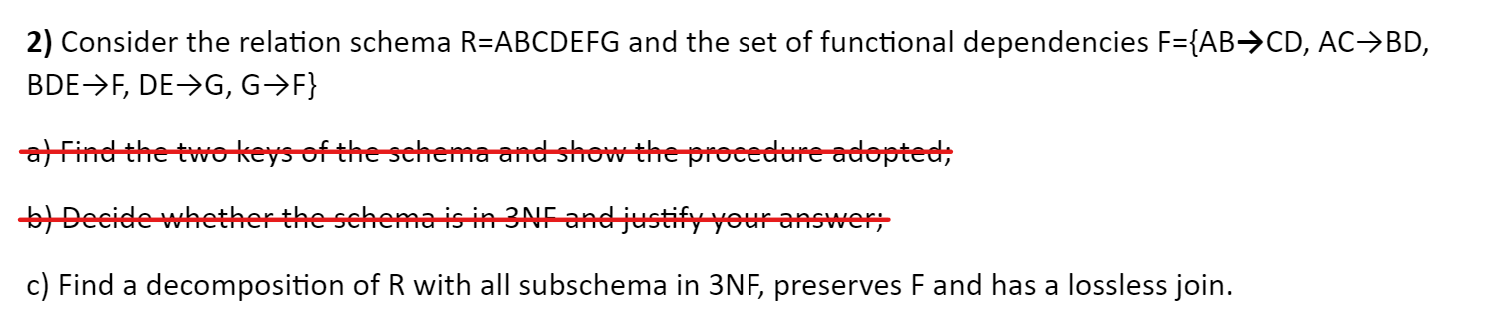 2) Consider the relation schema R=ABCDEFG and the set of functional dependencies F={AB→CD, AC→BD,
BDE→F, DE→G, G→F}
a) Find the two keys of the schema and show the procedure adopted;
b) Decide whether the schema is in 3NF and justify your answer;
c) Find a decomposition of R with all subschema in 3NF, preserves F and has a lossless join.